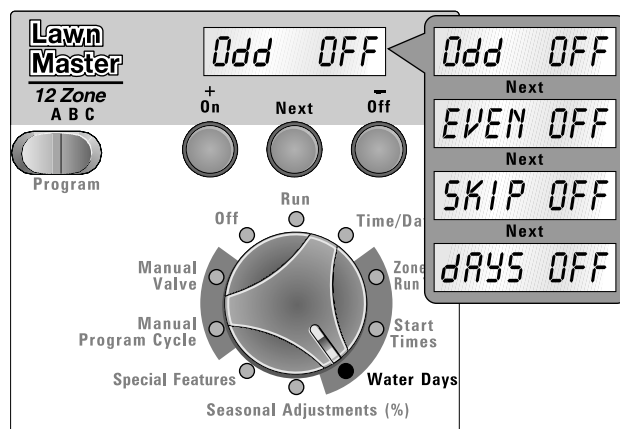 Lawn
Master
12 Zone
A B C
Program
Odd OFF
+
On
Next
–
Off
Odd OFF
Next
EVEN OFF
Next
SKIP OFF
Next
dAYS OFF
Run
Off
Time/Da
Manual
Valve
Zone
Run
Manual
Program Cycle
Start
Times
Special Features
Water Days
Seasonal Adjustments (%)